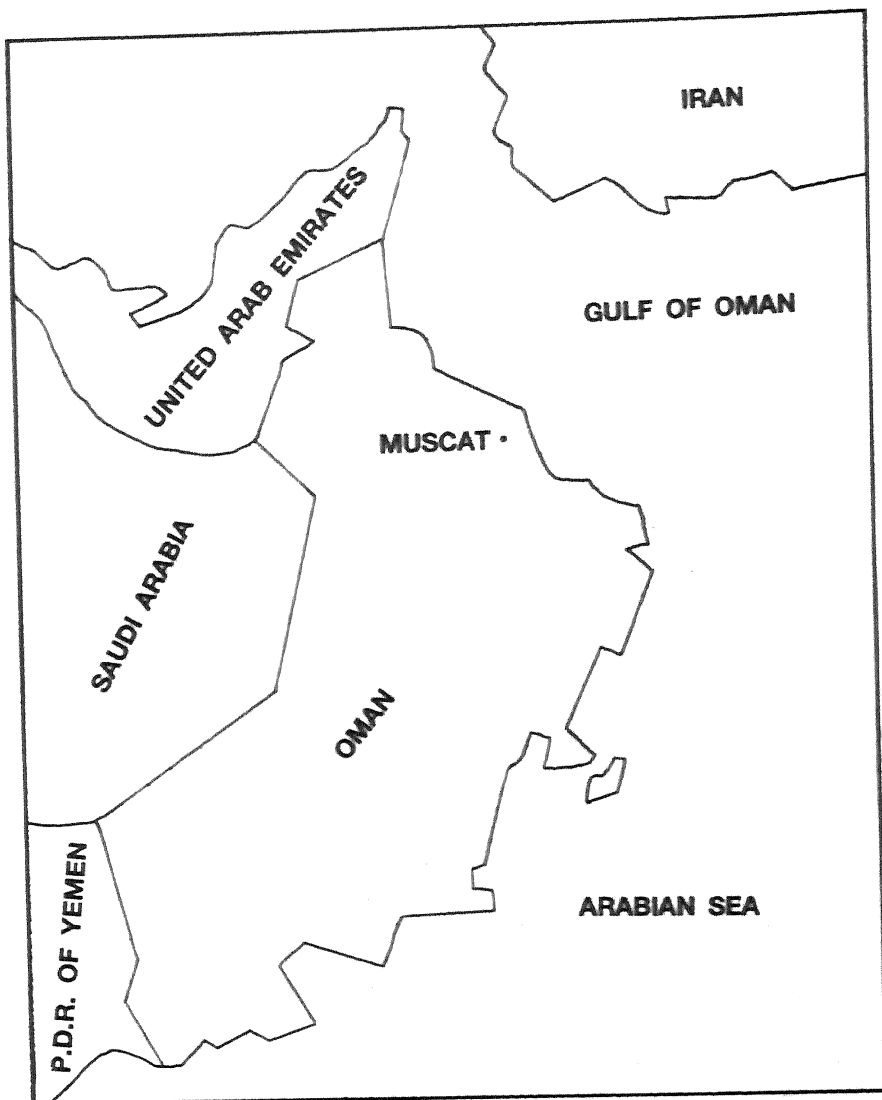 IRAN
UNITED ARAB EMIRATES
GULF OF OMAN
MUSCAT
SAUDI ARABIA
OMAN
P.D.R. OF YEMEN
ARABIAN SEA